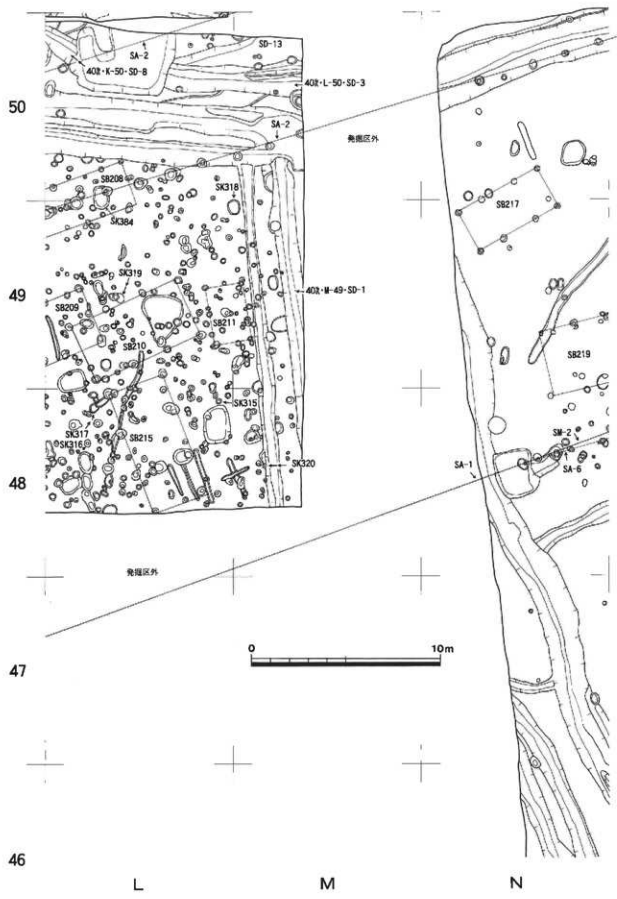 SD-13
SA-2
40次・K-50・SD-8
40次・L-50・SD-3
50
SA-2
発掘区外
SB208
SK318
SK384
SB217
SK319
49
40次・M-49・SD-1
SB209
SB211
SB210
SB219
SK315
SK317
SB215
SM-2
SK316
SK320
SA-1
SA-6
48
発掘区外
0 10m
47
46
L M N